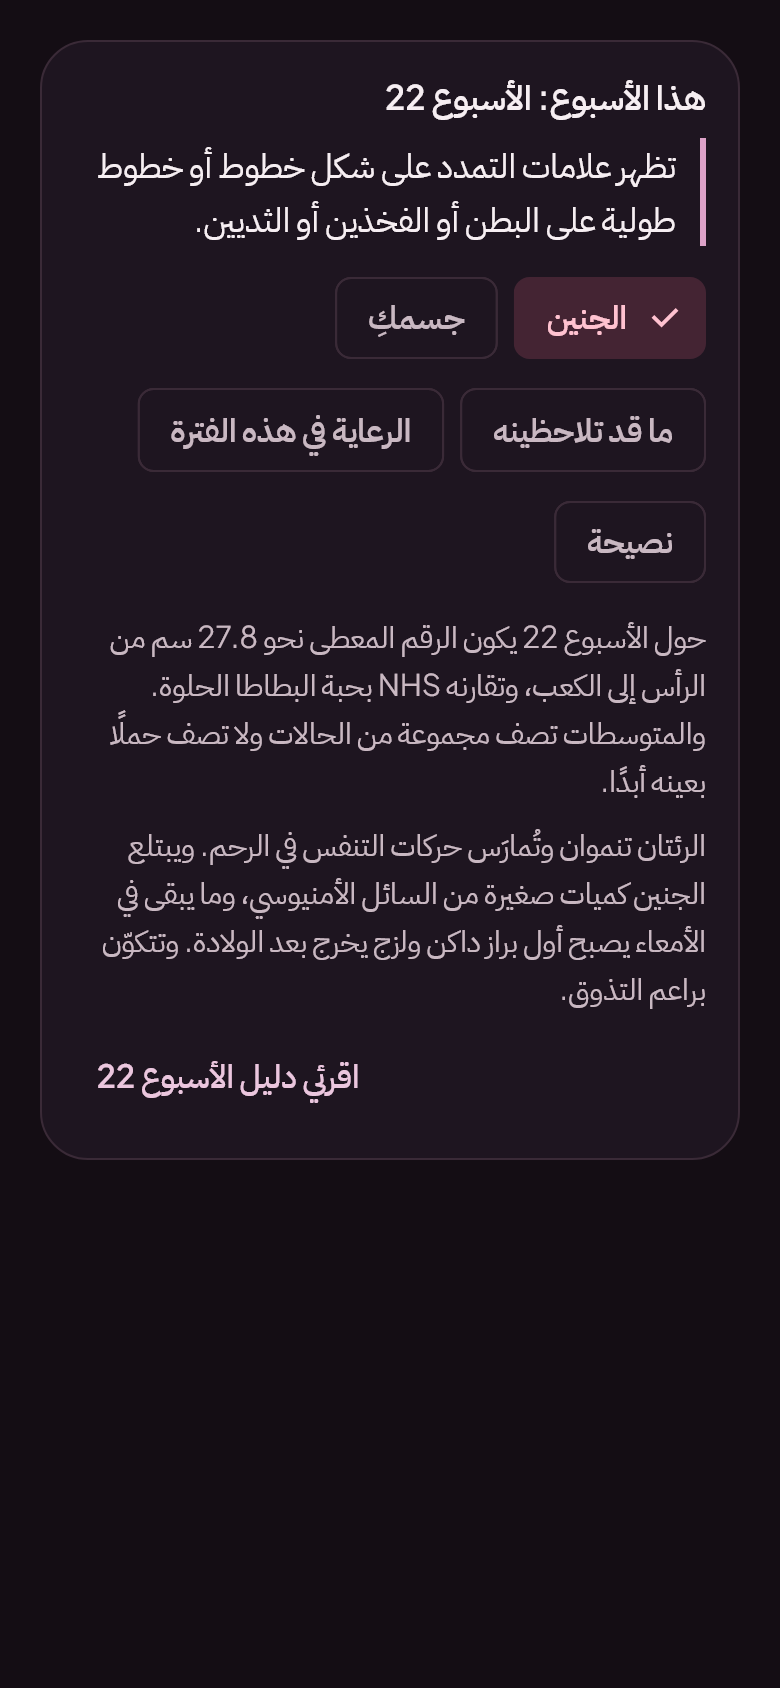 هذا الأسبوع: الأسبوع 22
تظهر علامات التمدد على شكل خطوط أو خطوط
طولية على البطن أو الفخذين أو الثديين.
الجنين
جسمكِ
ما قد تلاحظينه
الرعاية في هذه الفترة
نصيحة
حول الأسبوع 22 يكون الرقم المعطى نحو 27.8 سم من
الرأس إلى الكعب، وتقارنه NHS بحبة البطاطا الحلوة.
والمتوسطات تصف مجموعة من الحالات ولا تصف حملًا
بعينه أبدًا.
الرئتان تنموان وتُمارَس حركات التنفس في الرحم. ويبتلع
الجنين كميات صغيرة من السائل الأمنيوسي، وما يبقى في
الأمعاء يصبح أول براز داكن ولزج يخرج بعد الولادة. وتتكوّن
براعم التذوق.
اقرئي دليل الأسبوع 22